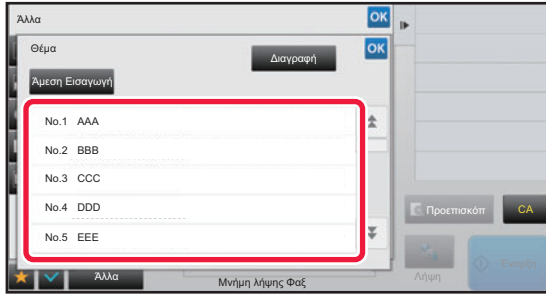 Άλλα
OK
Θέμα
Διαγραφή
OK
Άμεση Εισαγωγή
No.1 AAA
No.2 BBB
No.3 CCC
No.4 DDD
No.5 EEE
Προεπισκόπ
CA
Λήψη
Έναρξη
Άλλα
Μνήμη λήψης Φαξ